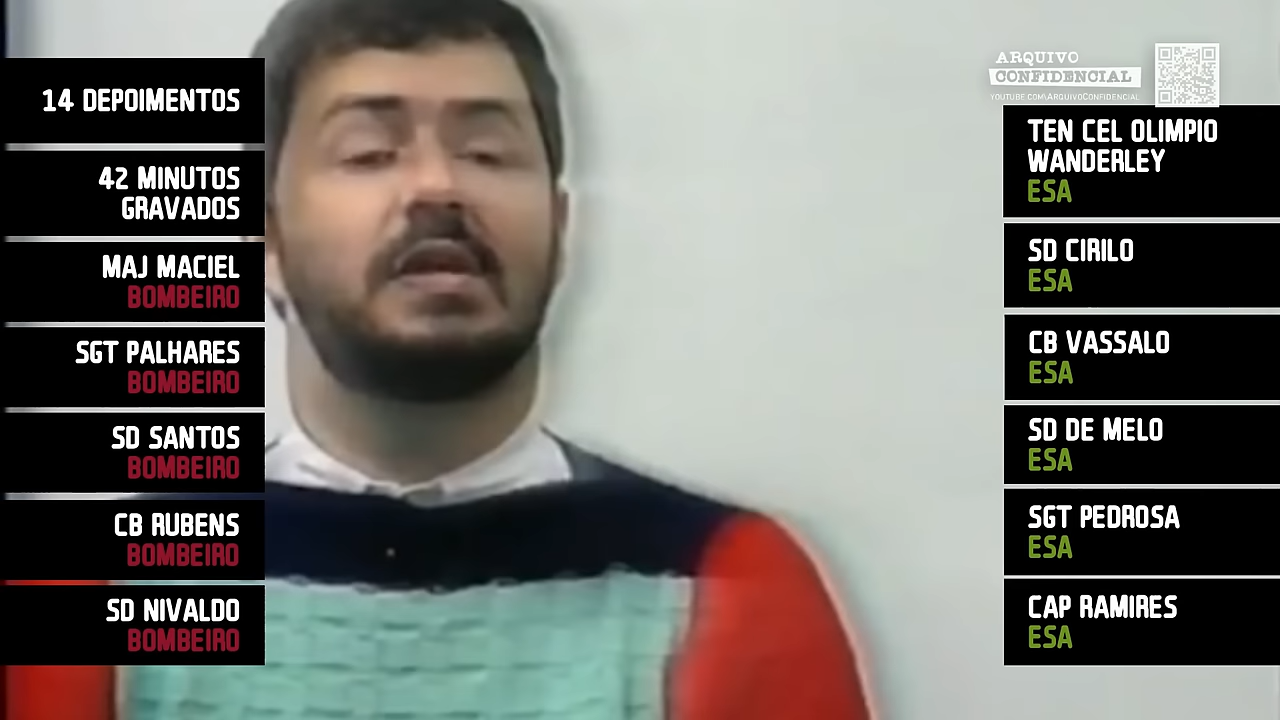 14 DEPOIMENTOS
42 MINUTOS
GRAVADOS
MAJ MACIEL
BOMBEIRO
SGT PALHARES
BOMBEIRO
SD SANTOS
BOMBEIRO
CB RUBENS
BOMBEIRO
SD NIVALDO
BOMBEIRO
ARQUIVO
CONFIDENCIAL
YOUTUBE.COM\ARQUIVOCONFIDENCIAL
TEN CEL OLIMPIO
WANDERLEY
ESA
SD CIRILO
ESA
CB VASSALO
ESA
SD DE MELO
ESA
SGT PEDROSA
ESA
CAP RAMIRES
ESA